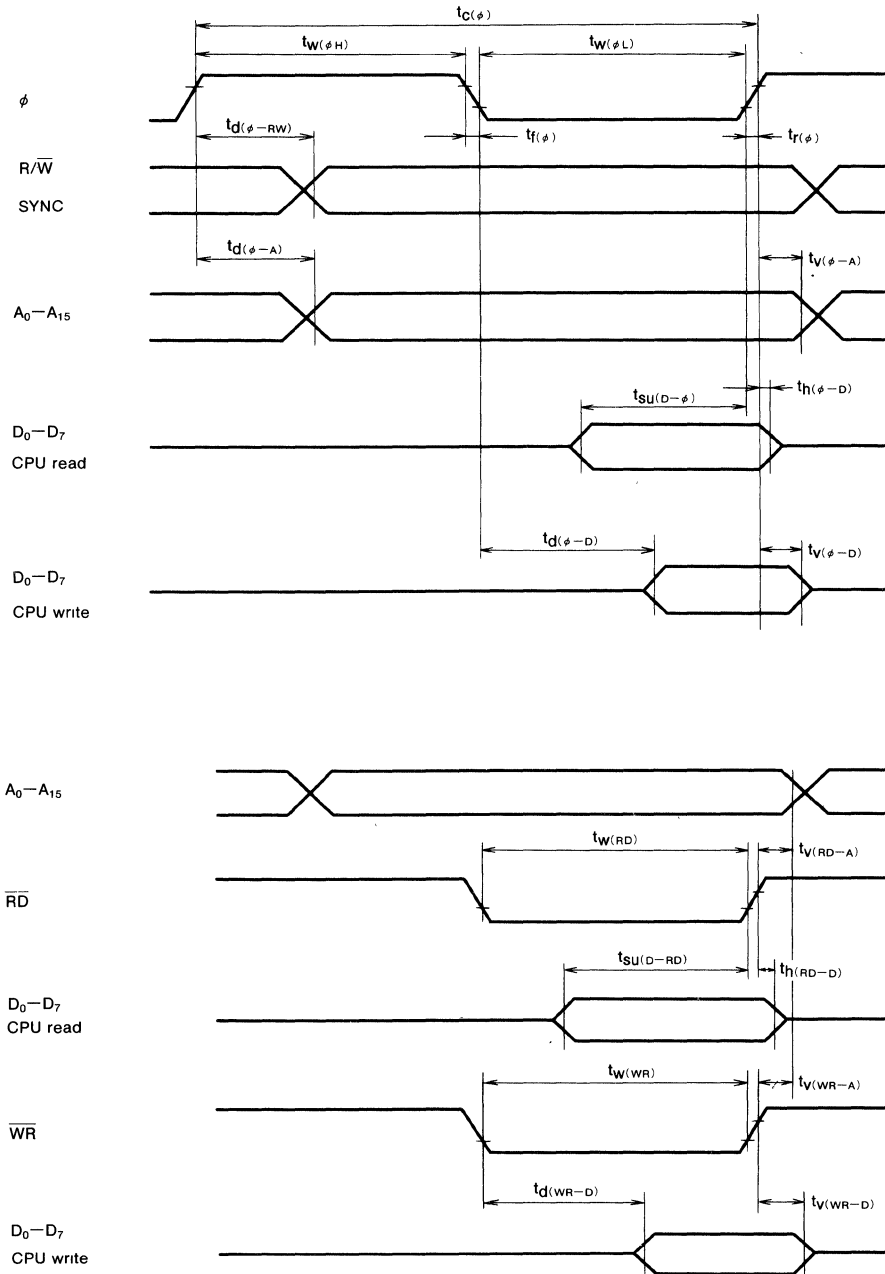 tc(φ)
tw(φH) tw(φL)
φ
td(φ−RW) tf(φ) tr(φ)
R/W̅
SYNC
td(φ−A) tv(φ−A)
A0−A15
tsu(D−φ) th(φ−D)
D0−D7
CPU read
td(φ−D) tv(φ−D)
D0−D7
CPU write
A0−A15
tw(RD) tv(RD−A)
R̅D̅
tsu(D−RD) th(RD−D)
D0−D7
CPU read
tw(WR) tv(WR−A)
W̅R̅
td(WR−D) tv(WR−D)
D0−D7
CPU write